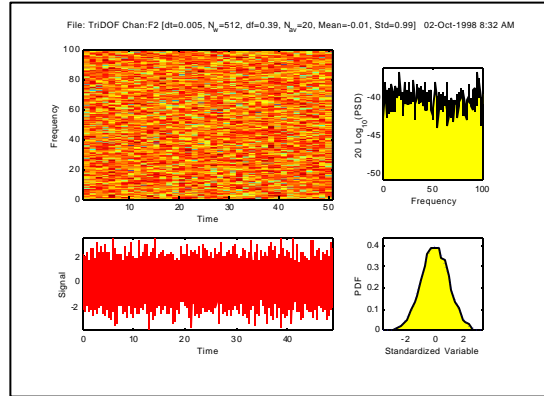 File: TriDOF Chan:F2 [dt=0.005, N_w=512, df=0.39, N_av=20, Mean=-0.01, Std=0.99] 02-Oct-1998 8:32 AM
100
80
60
40
20
0
Frequency
10 20 30 40 50
Time
-40
-45
-50
20 Log_10(PSD)
0 50 100
Frequency
2
0
-2
Signal
0 10 20 30 40
Time
0.4
0.3
0.2
0.1
0
PDF
-2 0 2
Standardized Variable